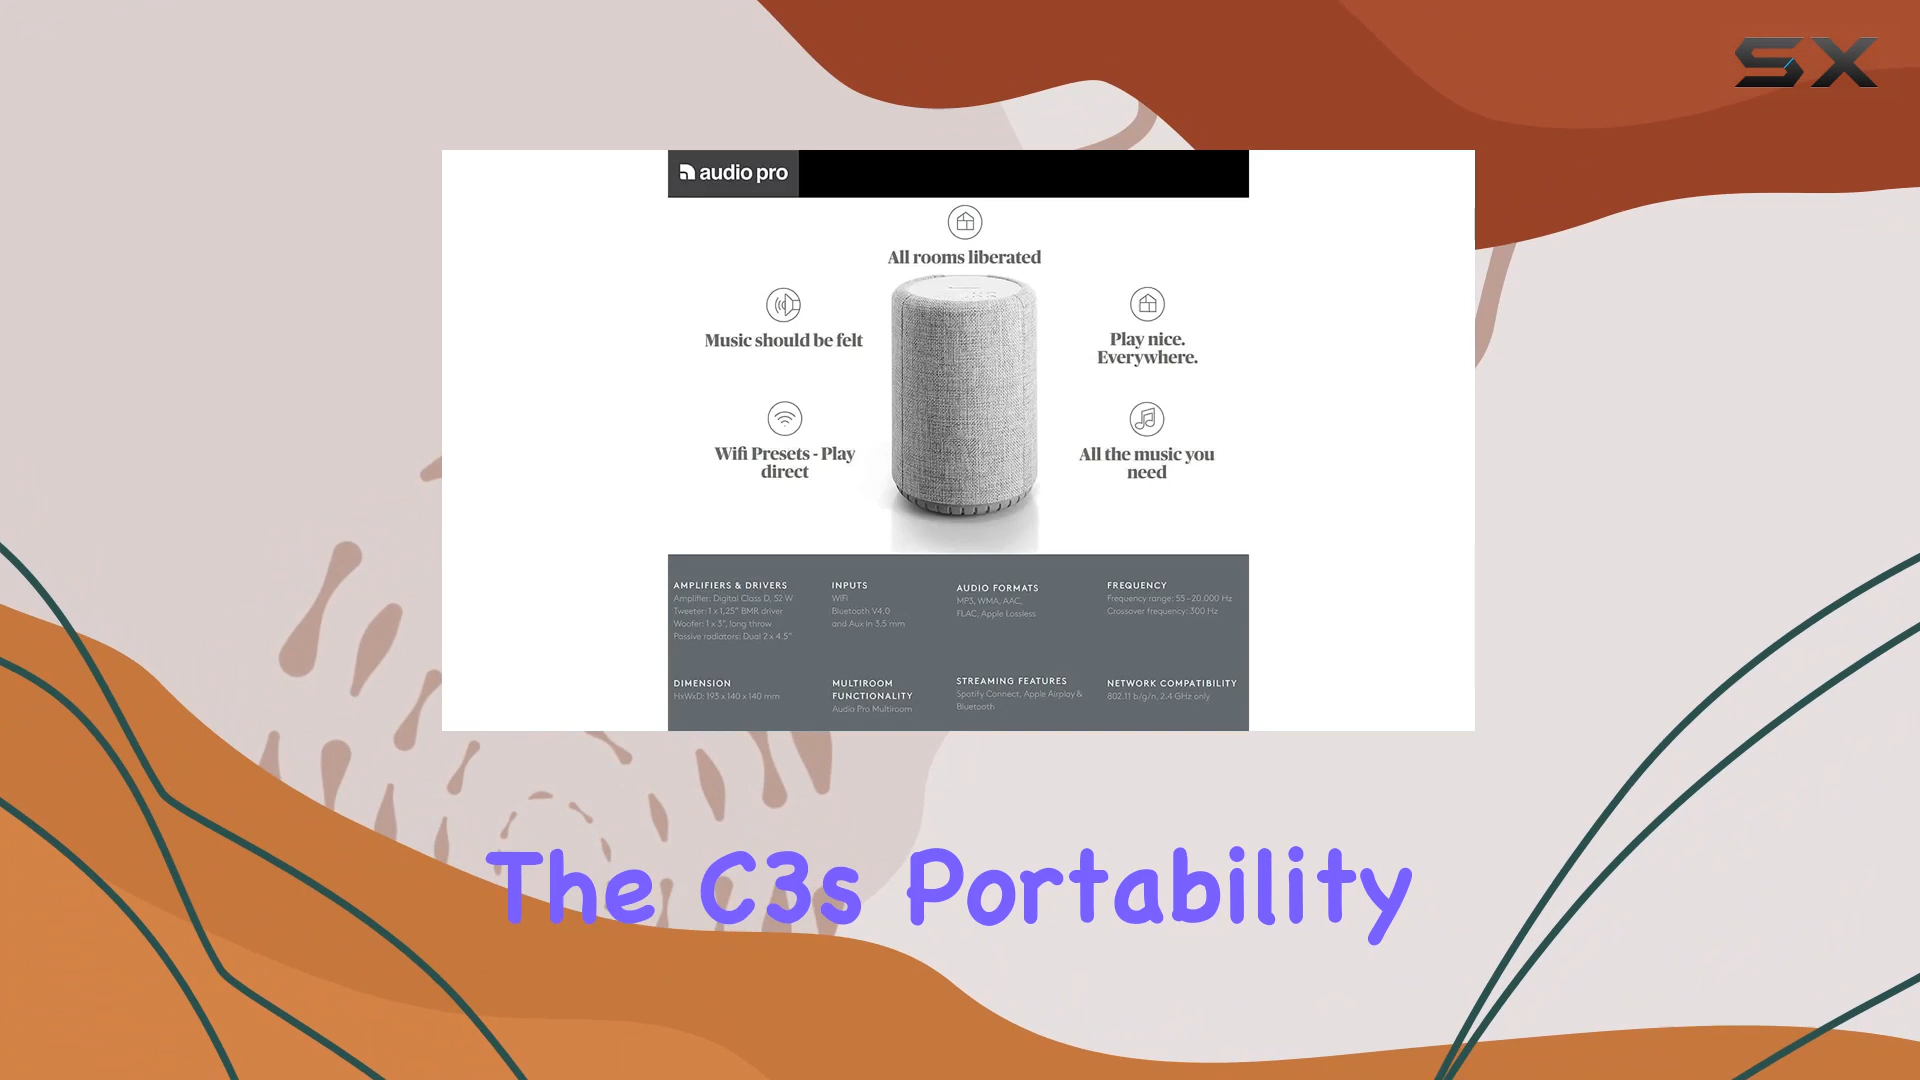 SX
audio pro
All rooms liberated
Music should be felt
Play nice.
Everywhere.
Wifi Presets - Play
direct
All the music you
need
AMPLIFIERS & DRIVERS
Amplifier: Digital Class D, 52 W
Tweeter: 1 x 1,25" BMR driver
Woofer: 1 x 3", long throw
Passive radiators: Dual 2 x 4.5"
INPUTS
WiFi
Bluetooth V4.0
and Aux In 3.5 mm
AUDIO FORMATS
MP3, WMA, AAC,
FLAC, Apple Lossless
FREQUENCY
Frequency range: 55–20.000 Hz
Crossover frequency: 300 Hz
DIMENSION
HxWxD: 193 x 140 x 140 mm
MULTIROOM
FUNCTIONALITY
Audio Pro Multiroom
STREAMING FEATURES
Spotify Connect, Apple Airplay &
Bluetooth
NETWORK COMPATIBILITY
802.11 b/g/n, 2.4 GHz only
The C3s Portability